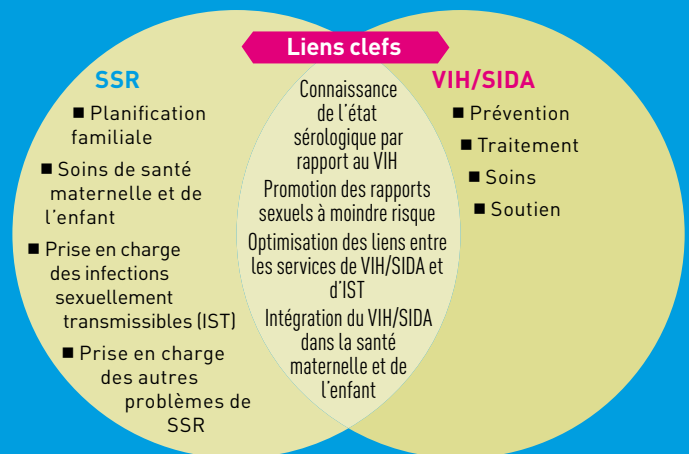 Liens clefs
SSR
■ Planification
familiale
■ Soins de santé
maternelle et de
l'enfant
■ Prise en charge
des infections
sexuellement
transmissibles (IST)
■ Prise en charge
des autres
problèmes de
SSR
Connaissance
de l'état
sérologique par
rapport au VIH
Promotion des rapports
sexuels à moindre risque
Optimisation des liens entre
les services de VIH/SIDA et
d'IST
Intégration du VIH/SIDA
dans la santé
maternelle et de
l'enfant
VIH/SIDA
■ Prévention
■ Traitement
■ Soins
■ Soutien